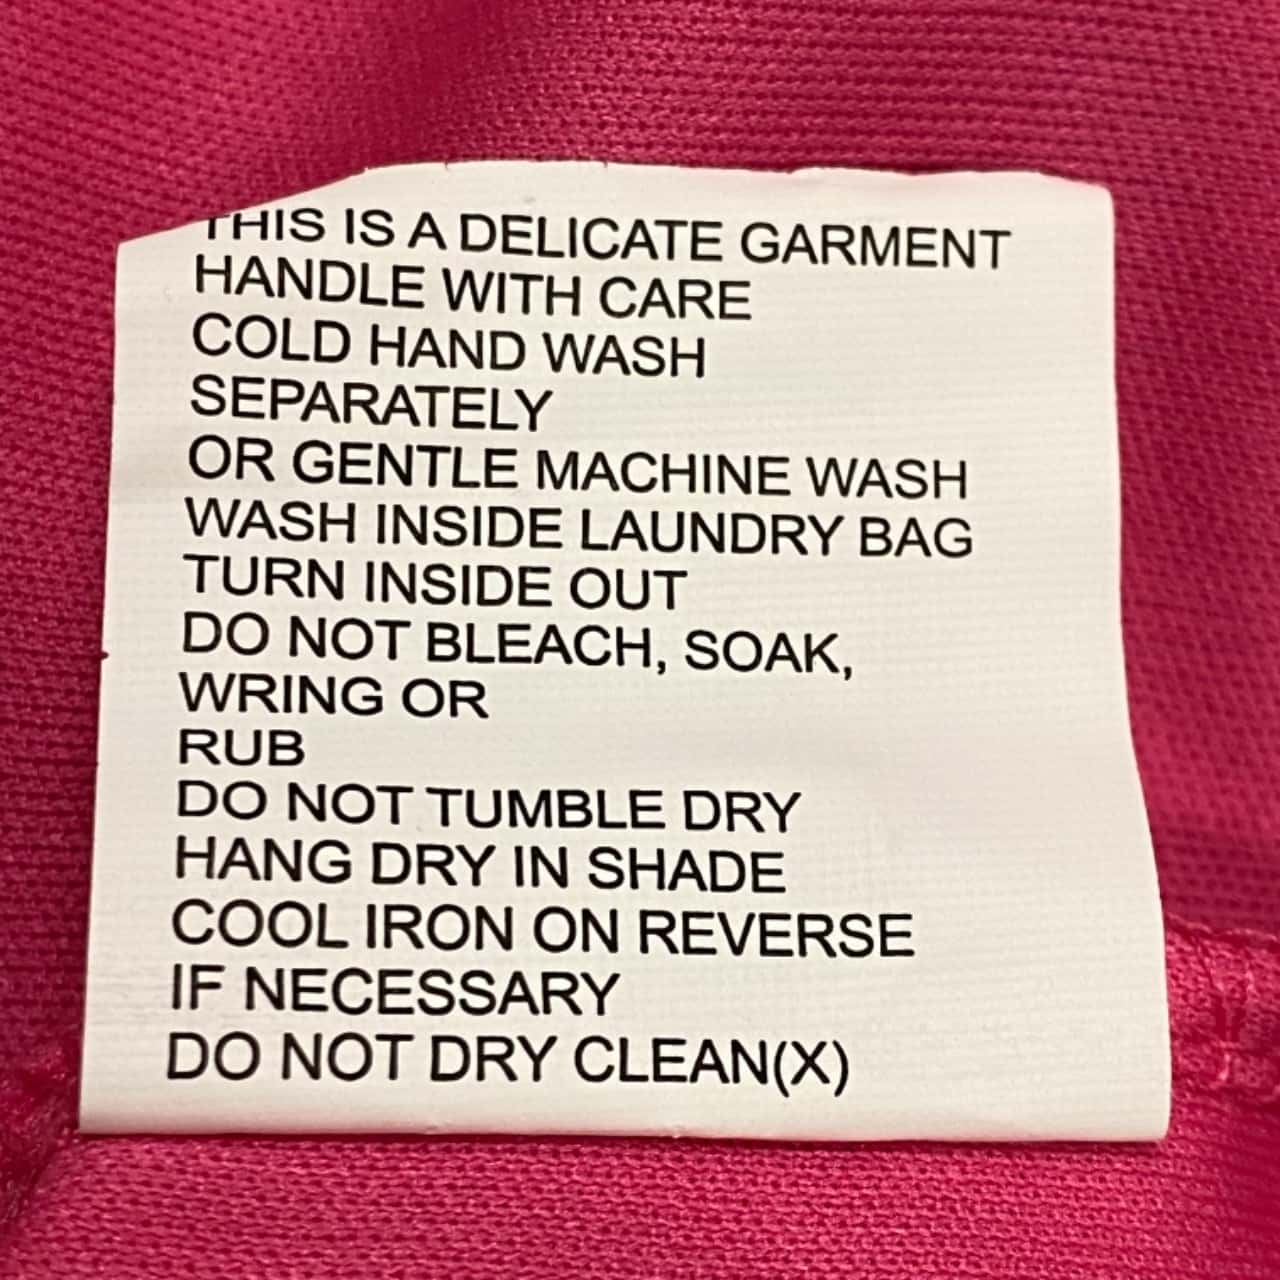 THIS IS A DELICATE GARMENT
HANDLE WITH CARE
COLD HAND WASH
SEPARATELY
OR GENTLE MACHINE WASH
WASH INSIDE LAUNDRY BAG
TURN INSIDE OUT
DO NOT BLEACH, SOAK,
WRING OR
RUB
DO NOT TUMBLE DRY
HANG DRY IN SHADE
COOL IRON ON REVERSE
IF NECESSARY
DO NOT DRY CLEAN(X)